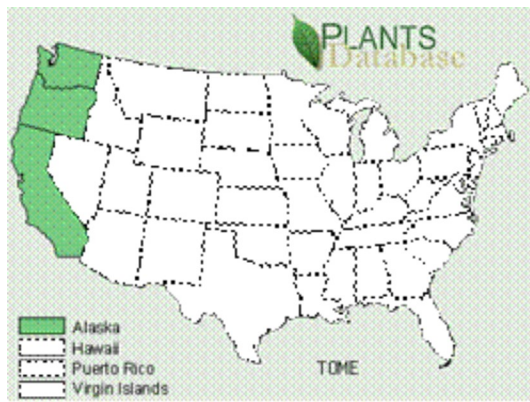 PLANTS
Database
Alaska
Hawaii
Puerto Rico
Virgin Islands
TOME